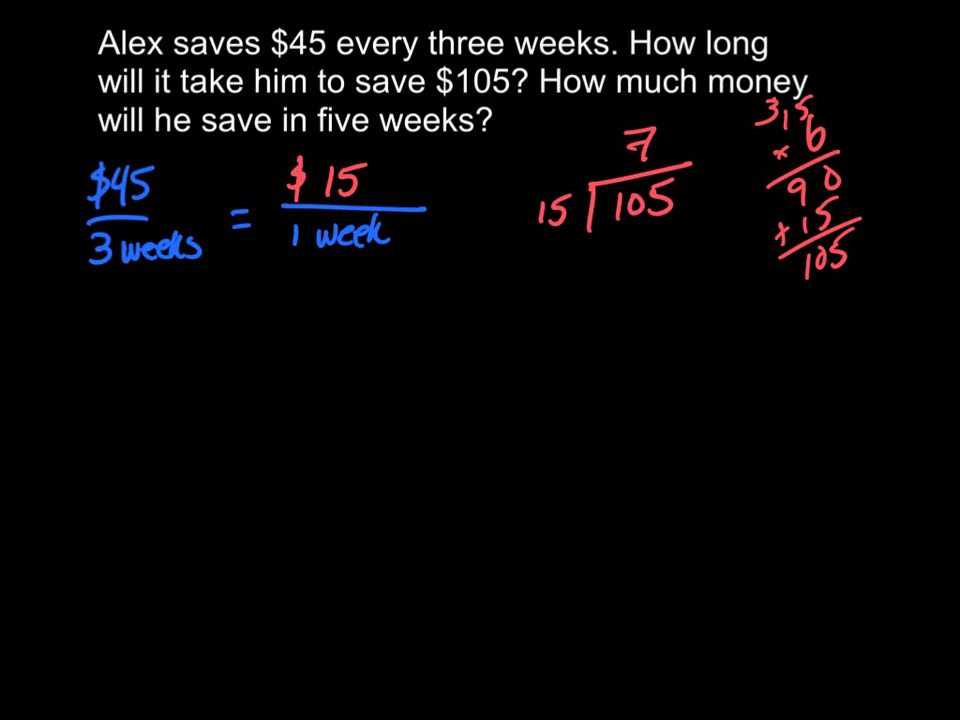 Alex saves $45 every three weeks. How long
will it take him to save $105? How much money
will he save in five weeks?
$45
3 weeks
=
$ 15
1 week
7
15 105
3
15
× 6
90
+ 15
105